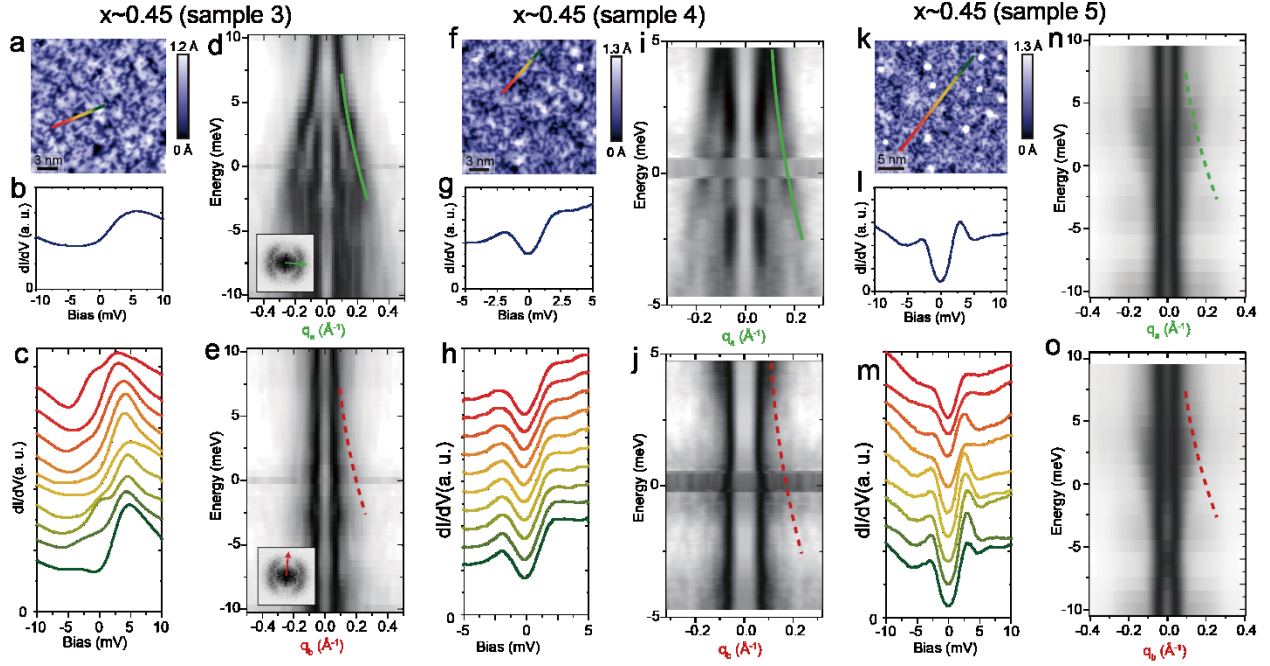 x~0.45 (sample 3)
x~0.45 (sample 4)
x~0.45 (sample 5)
a
1.2 Å
0 Å
3 nm
b
dI/dV (a. u.)
0
-10 -5 0 5 10
Bias (mV)
c
dI/dV(a. u.)
0
-10 -5 0 5 10
Bias (mV)
d
Energy (meV)
10
5
0
-5
-10
-0.4 -0.2 0.0 0.2 0.4
qₐ (Å⁻¹)
e
Energy (meV)
10
5
0
-5
-10
-0.4 -0.2 0.0 0.2 0.4
q_b (Å⁻¹)
f
1.3 Å
0 Å
3 nm
g
dI/dV (a. u.)
0
-5 0 5
Bias (mV)
h
dI/dV(a. u.)
0
-5 0 5
Bias (mV)
i
Energy (meV)
5
0
-5
-0.2 0.0 0.2
qₐ (Å⁻¹)
j
Energy (meV)
5
0
-5
-0.2 0.0 0.2
q_b (Å⁻¹)
k
1.3 Å
0 Å
5 nm
l
dI/dV (a. u.)
0
-10 -5 0 5 10
Bias (mV)
m
dI/dV(a. u.)
0
-10 -5 0 5 10
Bias (mV)
n
Energy (meV)
10
5
0
-5
-10
-0.4 -0.2 0.0 0.2 0.4
qₐ (Å⁻¹)
o
Energy (meV)
10
5
0
-5
-10
-0.4 -0.2 0.0 0.2 0.4
q_b (Å⁻¹)